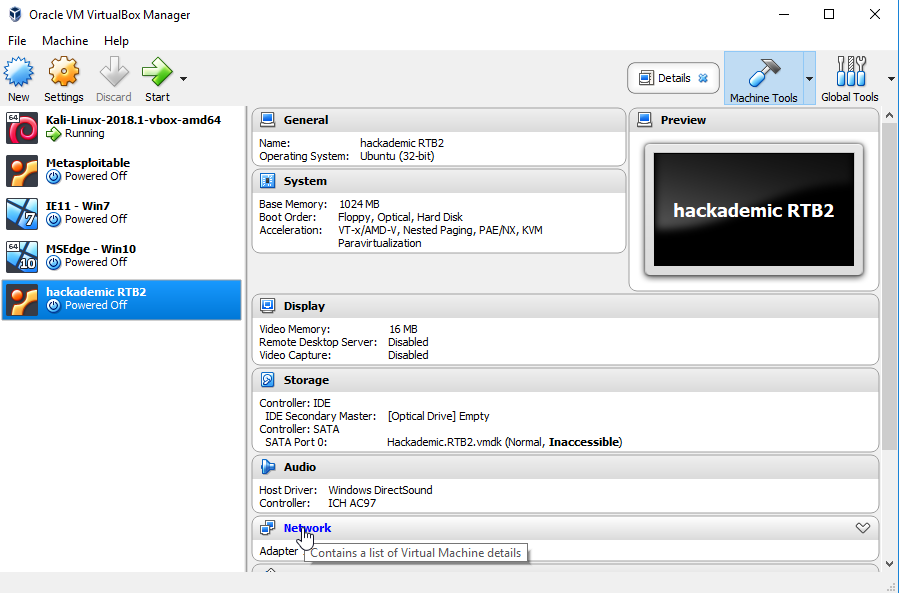 Oracle VM VirtualBox Manager
File Machine Help
New Settings Discard Start
Details
Machine Tools
Global Tools
64
Kali-Linux-2018.1-vbox-amd64
Running
Metasploitable
Powered Off
7
IE11 - Win7
Powered Off
64
10
MSEdge - Win10
Powered Off
hackademic RTB2
Powered Off
General
Name: hackademic RTB2
Operating System: Ubuntu (32-bit)
System
Base Memory: 1024 MB
Boot Order: Floppy, Optical, Hard Disk
Acceleration: VT-x/AMD-V, Nested Paging, PAE/NX, KVM
Paravirtualization
Preview
hackademic RTB2
Display
Video Memory: 16 MB
Remote Desktop Server: Disabled
Video Capture: Disabled
Storage
Controller: IDE
IDE Secondary Master: [Optical Drive] Empty
Controller: SATA
SATA Port 0: Hackademic.RTB2.vmdk (Normal, Inaccessible)
Audio
Host Driver: Windows DirectSound
Controller: ICH AC97
Network
Adapter
Contains a list of Virtual Machine details